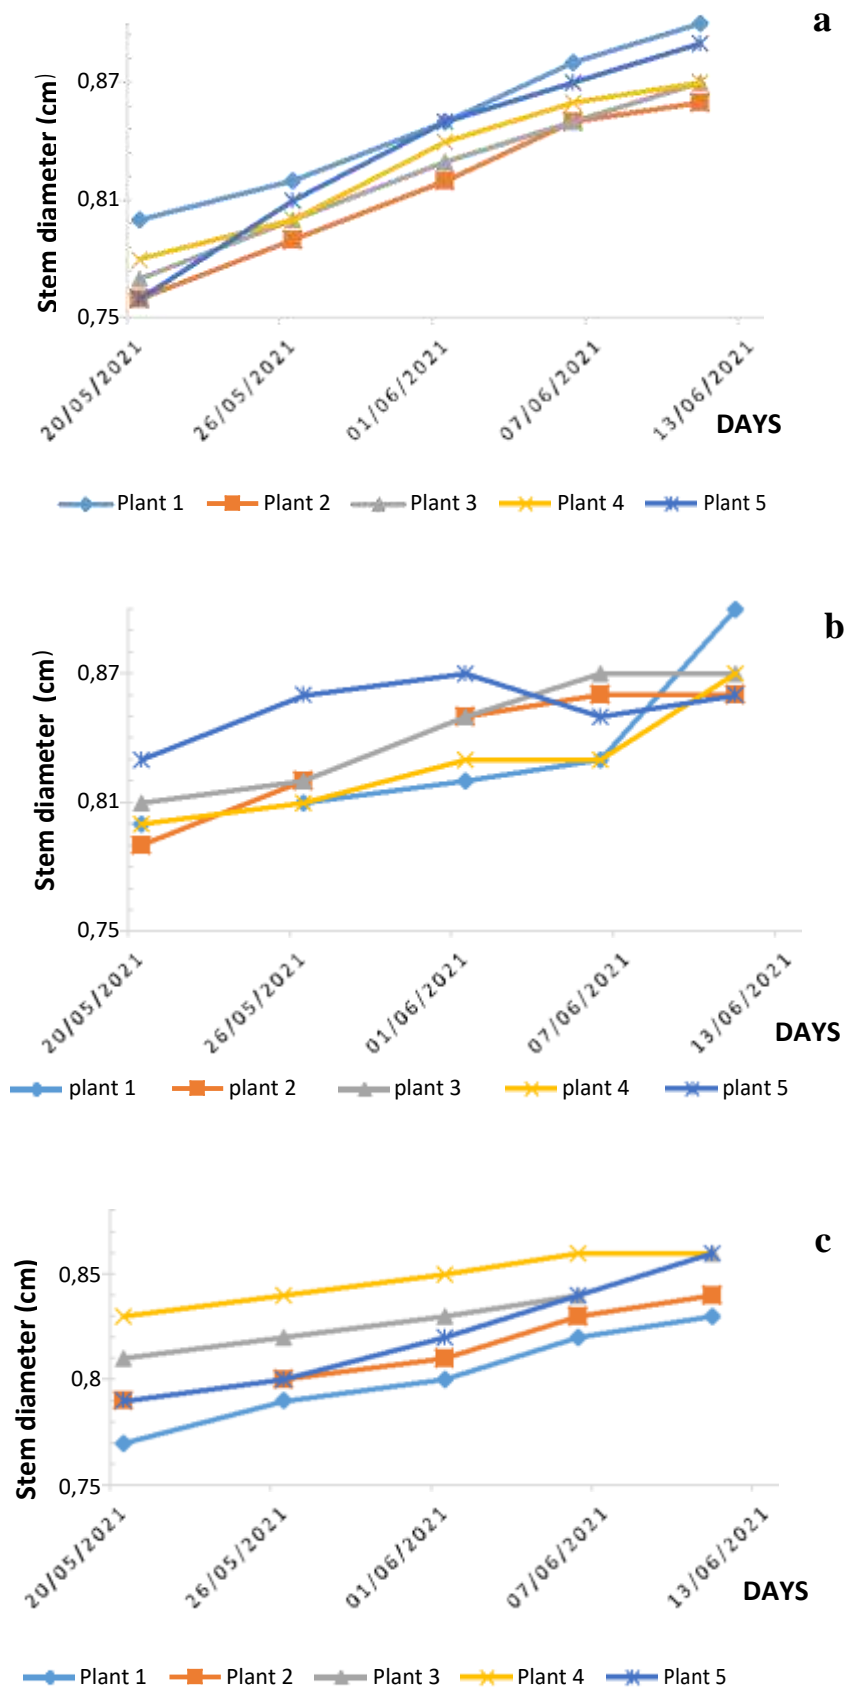 a
Stem diameter (cm)
0,87
0,81
0,75
20/05/2021
26/05/2021
01/06/2021
07/06/2021
13/06/2021
DAYS
Plant 1 Plant 2 Plant 3 Plant 4 Plant 5
b
Stem diameter (cm)
0,87
0,81
0,75
20/05/2021
26/05/2021
01/06/2021
07/06/2021
13/06/2021
DAYS
plant 1 plant 2 plant 3 plant 4 plant 5
c
Stem diameter (cm)
0,85
0,8
0,75
20/05/2021
26/05/2021
01/06/2021
07/06/2021
13/06/2021
DAYS
Plant 1 Plant 2 Plant 3 Plant 4 Plant 5